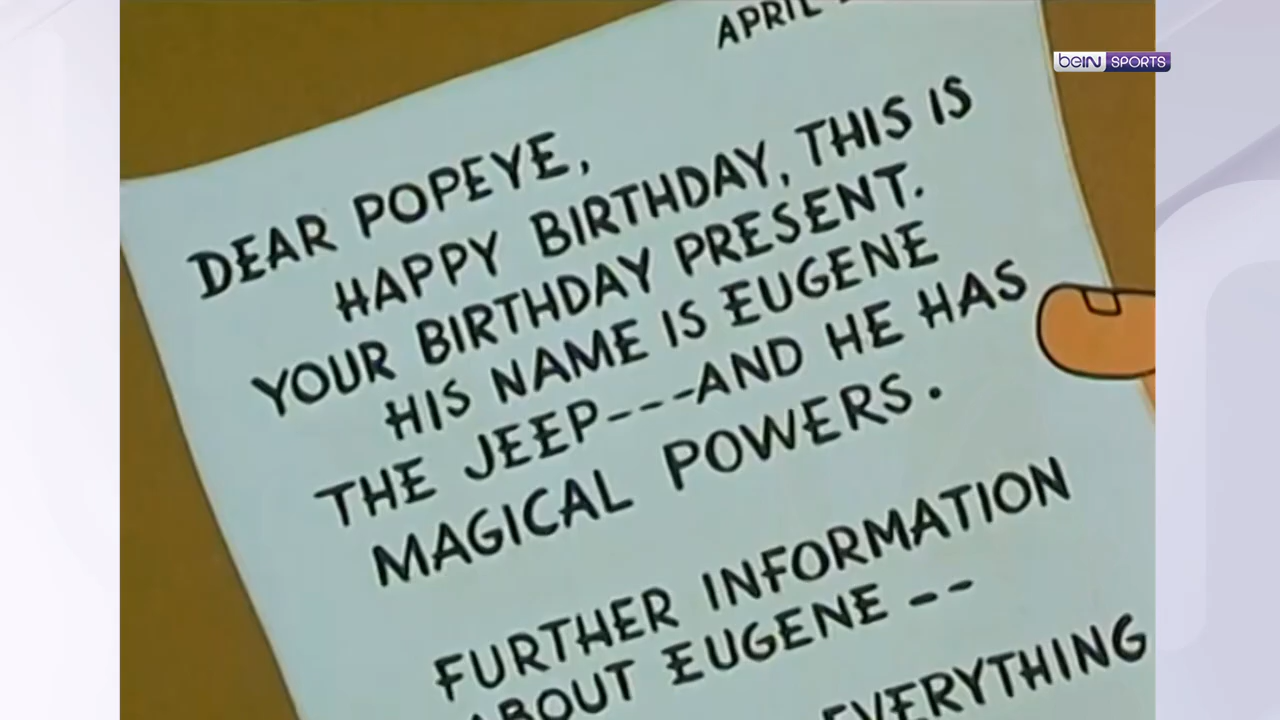 APRIL
beIN SPORTS
DEAR POPEYE,
HAPPY BIRTHDAY, THIS IS
YOUR BIRTHDAY PRESENT.
HIS NAME IS EUGENE
THE JEEP---AND HE HAS
MAGICAL POWERS.
FURTHER INFORMATION
ABOUT EUGENE --
EVERYTHING